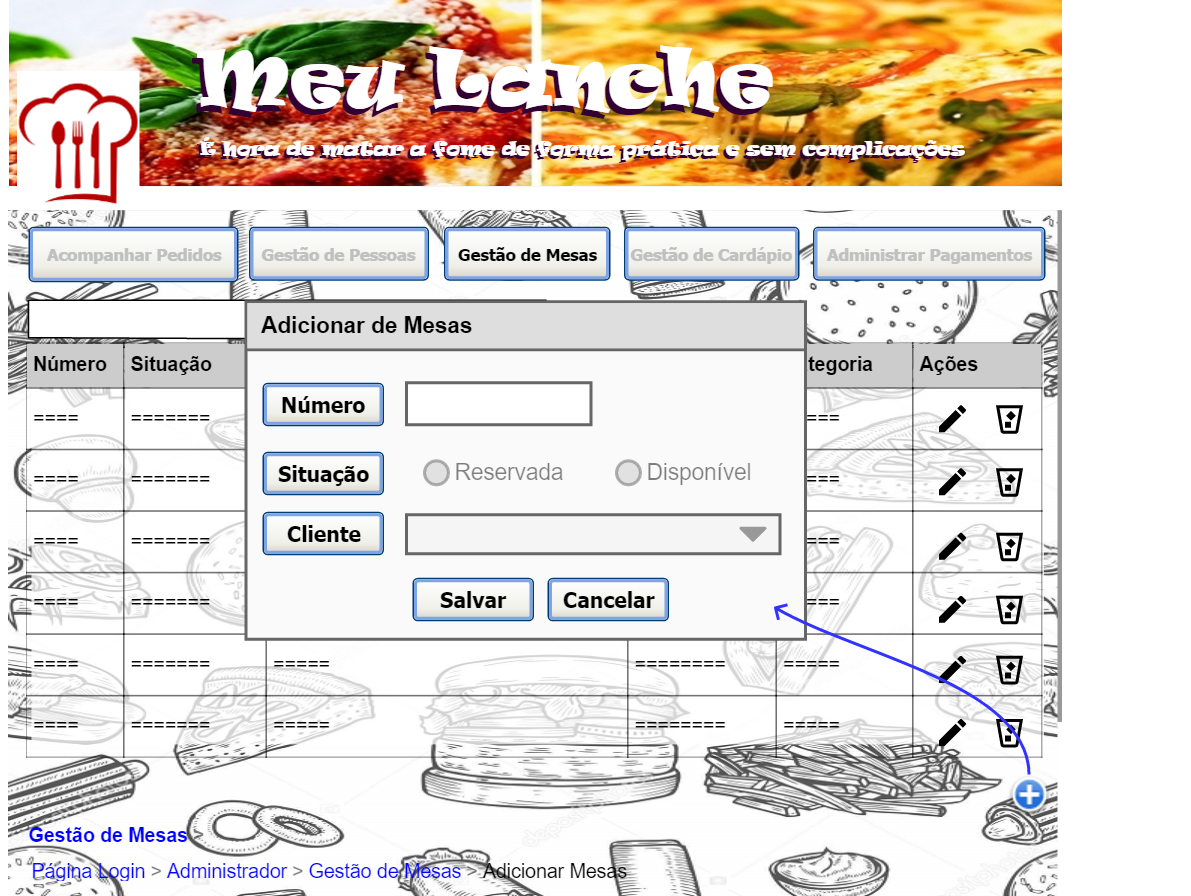 Meu Lanche
É hora de matar a fome de forma prática e sem complicações
Acompanhar Pedidos Gestão de Pessoas Gestão de Mesas Gestão de Cardápio Administrar Pagamentos
Adicionar de Mesas
Número Situação tegoria Ações
Número
==== ======= ===
Situação Reservada Disponível
==== ======= ===
Cliente
==== ======= ===
Salvar Cancelar
==== ======= ===
==== ======= ===== ======== =====
==== ======= ===== ======== =====
Gestão de Mesas
Página Login > Administrador > Gestão de Mesas > Adicionar Mesas